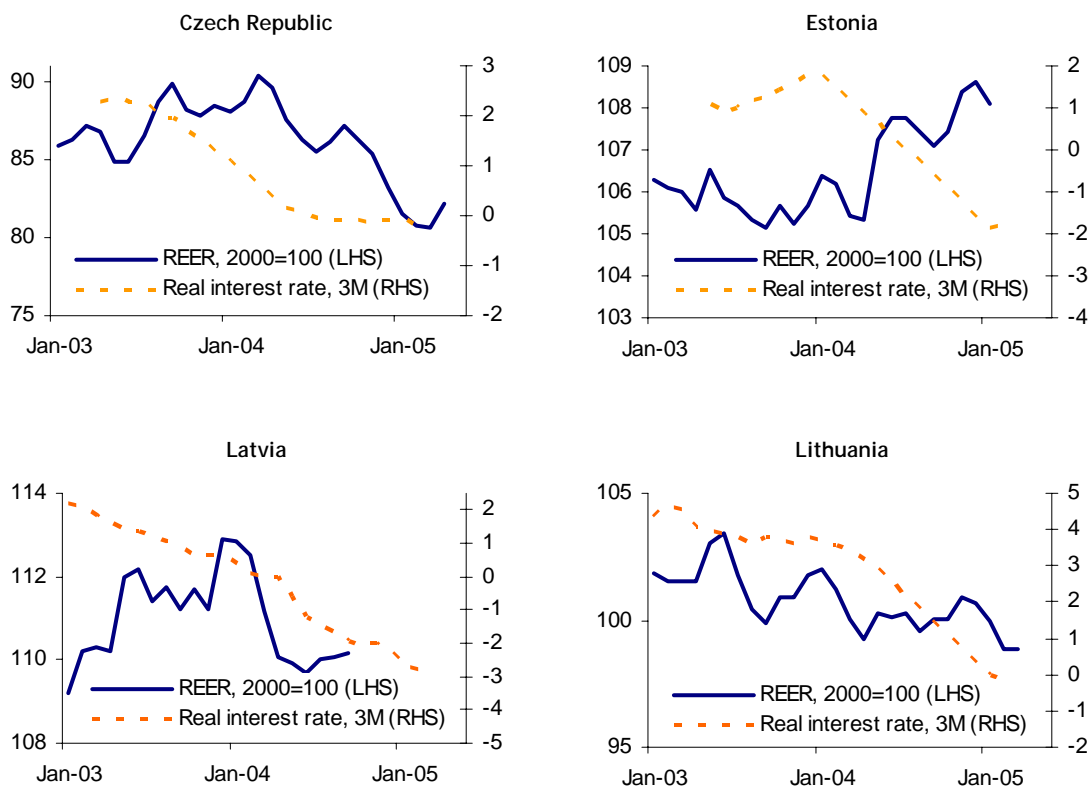 Czech Republic
90
85
80
75
3
2
1
0
-1
-2
REER, 2000=100 (LHS)
Real interest rate, 3M (RHS)
Jan-03 Jan-04 Jan-05
Estonia
109
108
107
106
105
104
103
2
1
0
-1
-2
-3
-4
REER, 2000=100 (LHS)
Real interest rate, 3M (RHS)
Jan-03 Jan-04 Jan-05
Latvia
114
112
110
108
2
1
0
-1
-2
-3
-4
-5
REER, 2000=100 (LHS)
Real interest rate, 3M (RHS)
Jan-03 Jan-04 Jan-05
Lithuania
105
100
95
5
4
3
2
1
0
-1
-2
REER, 2000=100 (LHS)
Real interest rate, 3M (RHS)
Jan-03 Jan-04 Jan-05